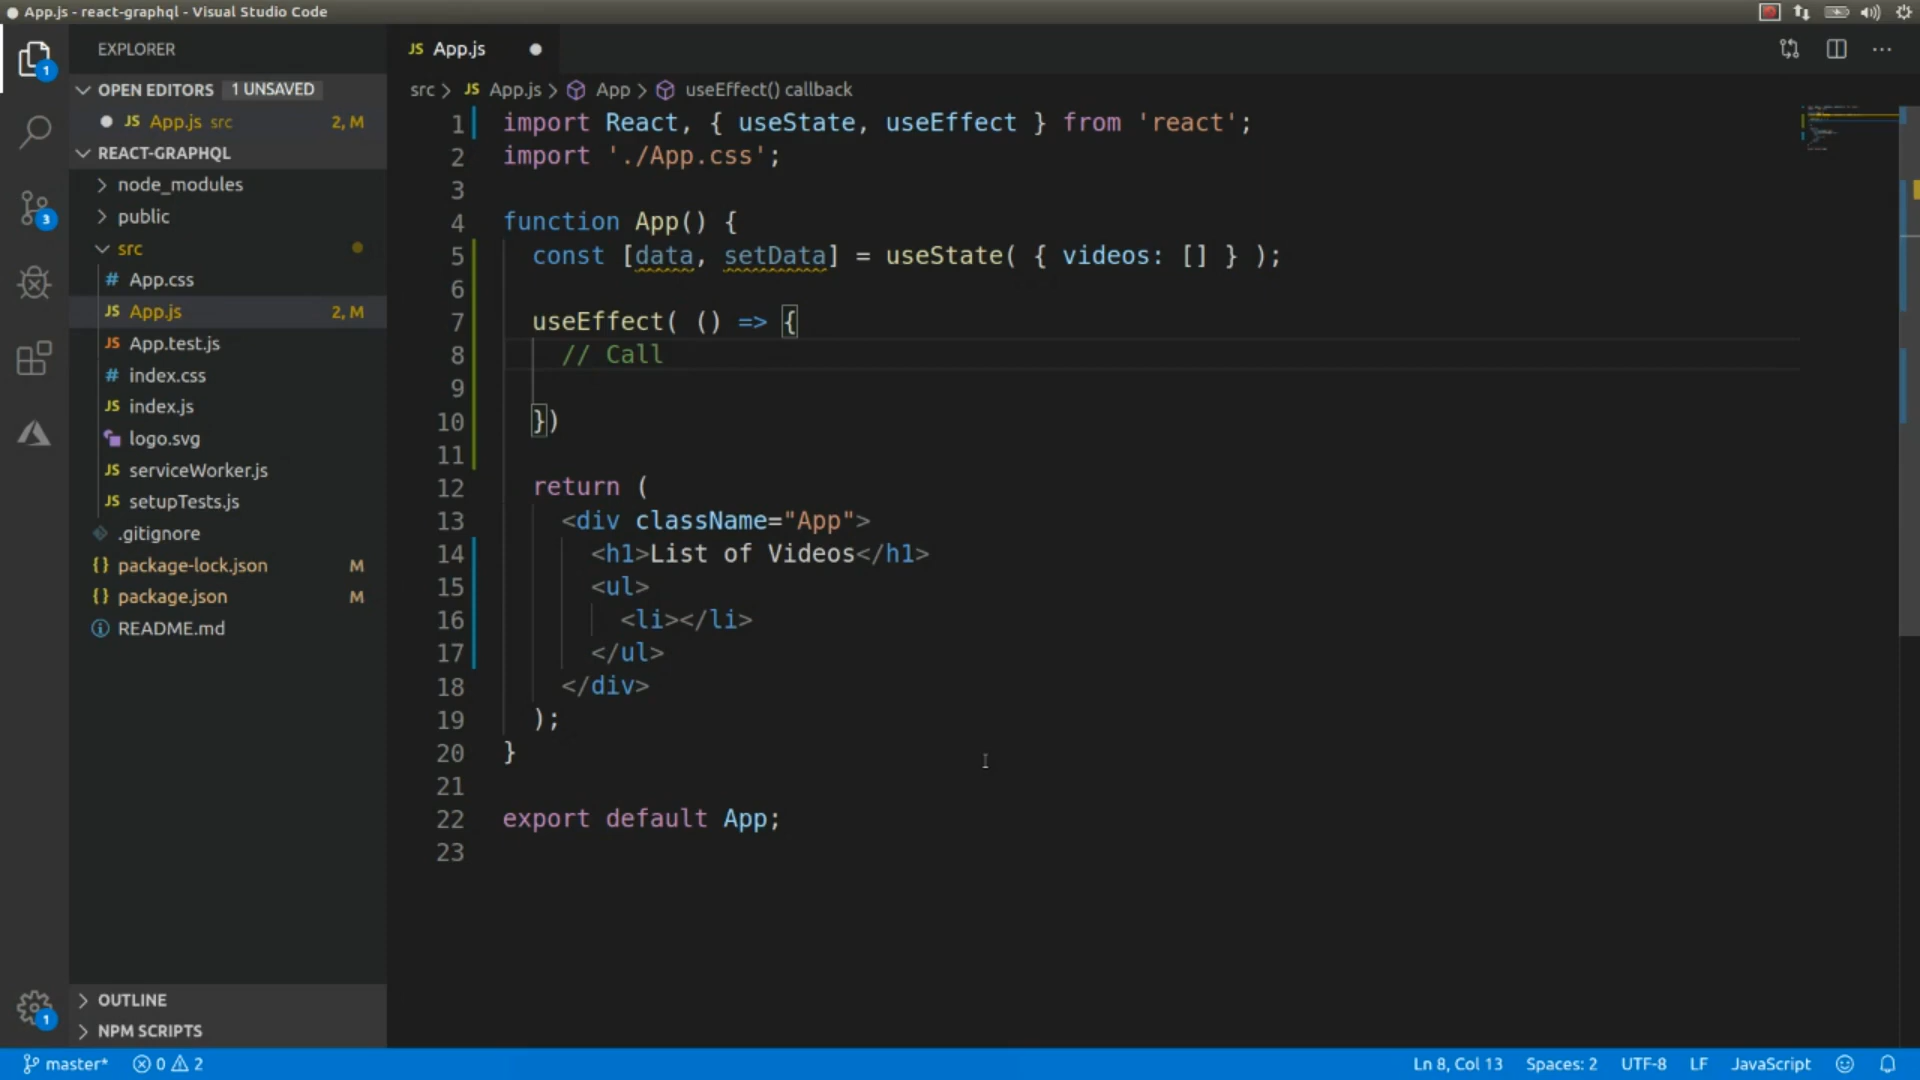 App.js - react-graphql - Visual Studio Code
EXPLORER
OPEN EDITORS 1 UNSAVED
JS App.js src 2, M
REACT-GRAPHQL
node_modules
public
src
# App.css
JS App.js 2, M
JS App.test.js
# index.css
JS index.js
logo.svg
JS serviceWorker.js
JS setupTests.js
.gitignore
{} package-lock.json M
{} package.json M
README.md
OUTLINE
NPM SCRIPTS
1
3
1
JS App.js
src > JS App.js > App > useEffect() callback
1 import React, { useState, useEffect } from 'react';
2 import './App.css';
3
4 function App() {
5 const [data, setData] = useState( { videos: [] } );
6
7 useEffect( () => {
8 // Call
9
10 })
11
12 return (
13 <div className="App">
14 <h1>List of Videos</h1>
15 <ul>
16 <li></li>
17 </ul>
18 </div>
19 );
20 }
21
22 export default App;
23
master* 0 2 Ln 8, Col 13 Spaces: 2 UTF-8 LF JavaScript